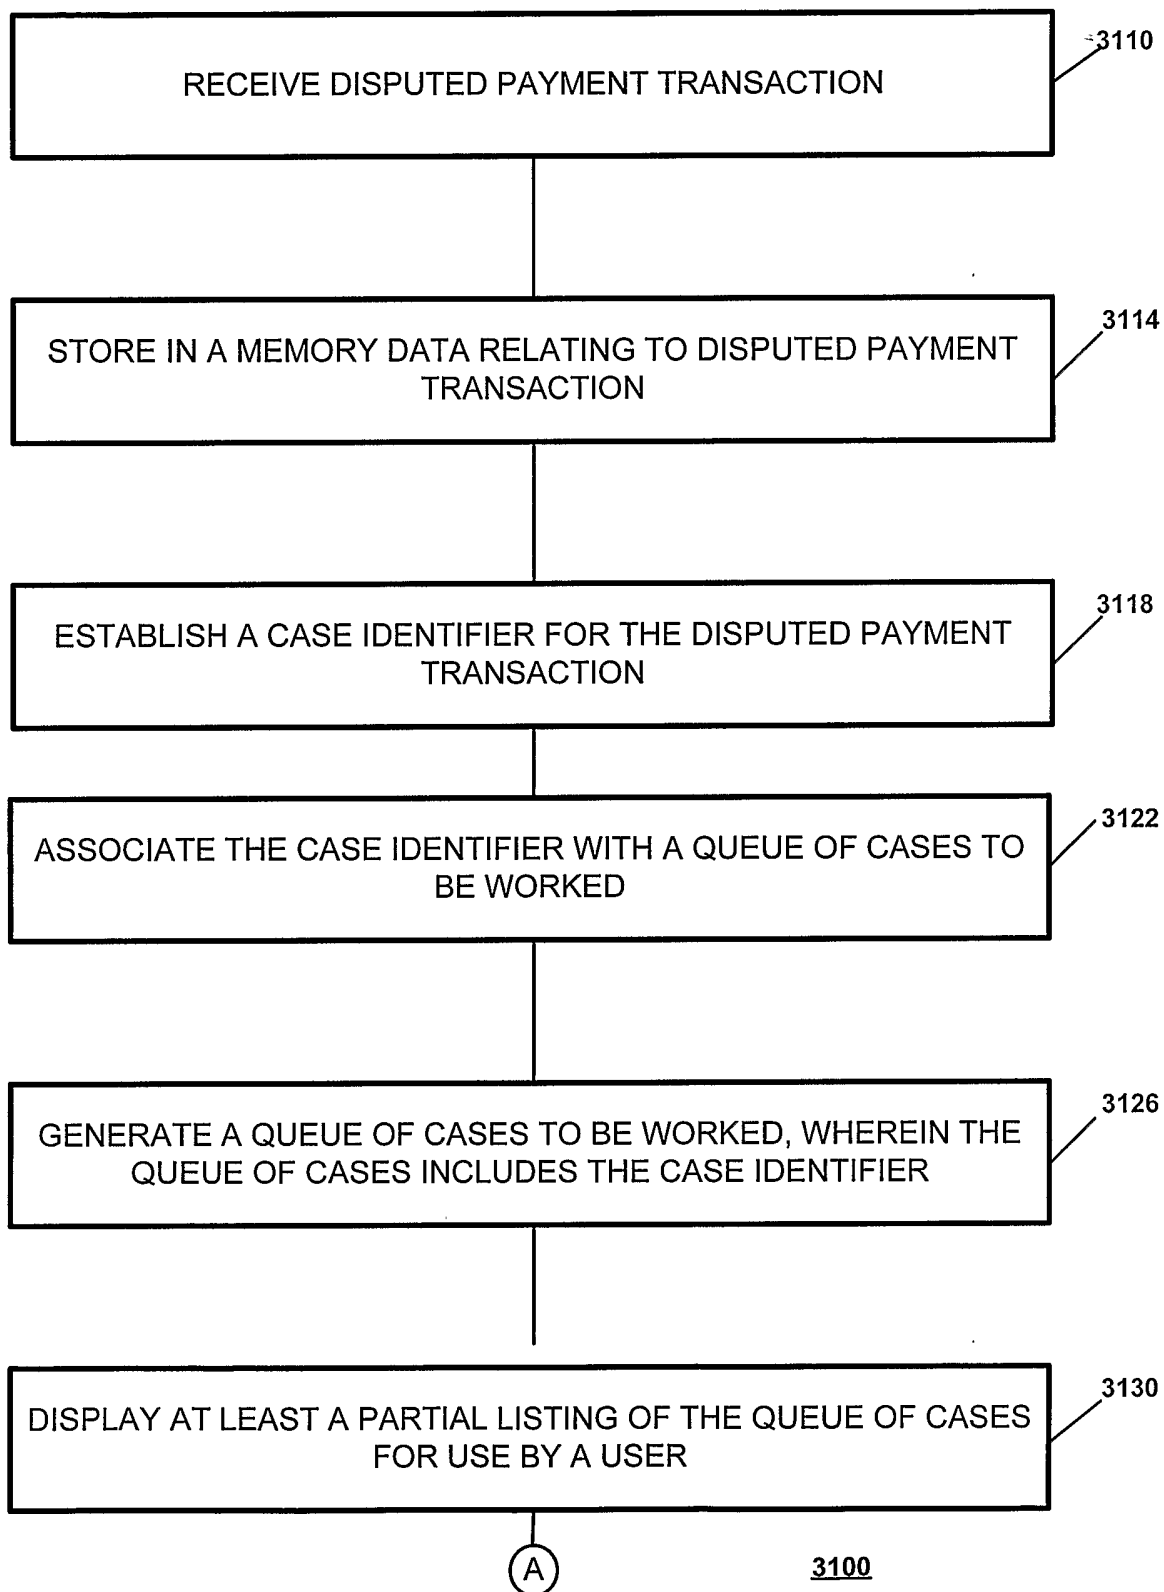 3110
RECEIVE DISPUTED PAYMENT TRANSACTION
3114
STORE IN A MEMORY DATA RELATING TO DISPUTED PAYMENT
TRANSACTION
3118
ESTABLISH A CASE IDENTIFIER FOR THE DISPUTED PAYMENT
TRANSACTION
3122
ASSOCIATE THE CASE IDENTIFIER WITH A QUEUE OF CASES TO
BE WORKED
3126
GENERATE A QUEUE OF CASES TO BE WORKED, WHEREIN THE
QUEUE OF CASES INCLUDES THE CASE IDENTIFIER
3130
DISPLAY AT LEAST A PARTIAL LISTING OF THE QUEUE OF CASES
FOR USE BY A USER
A
3100